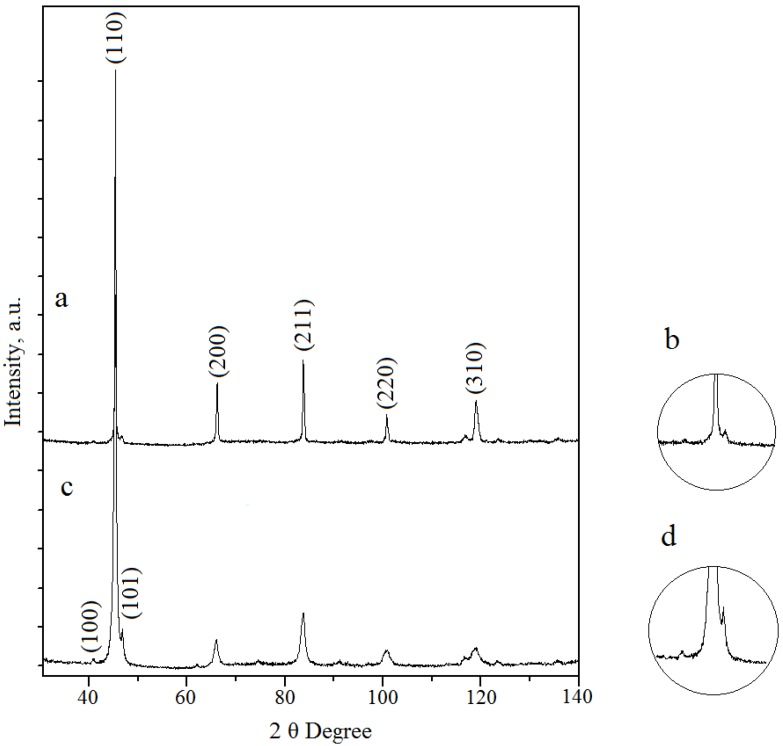 (110)
a
(200)
(211)
(220)
(310)
b
c
(100)
(101)
d
Intensity, a.u.
40 60 80 100 120 140
2 θ Degree